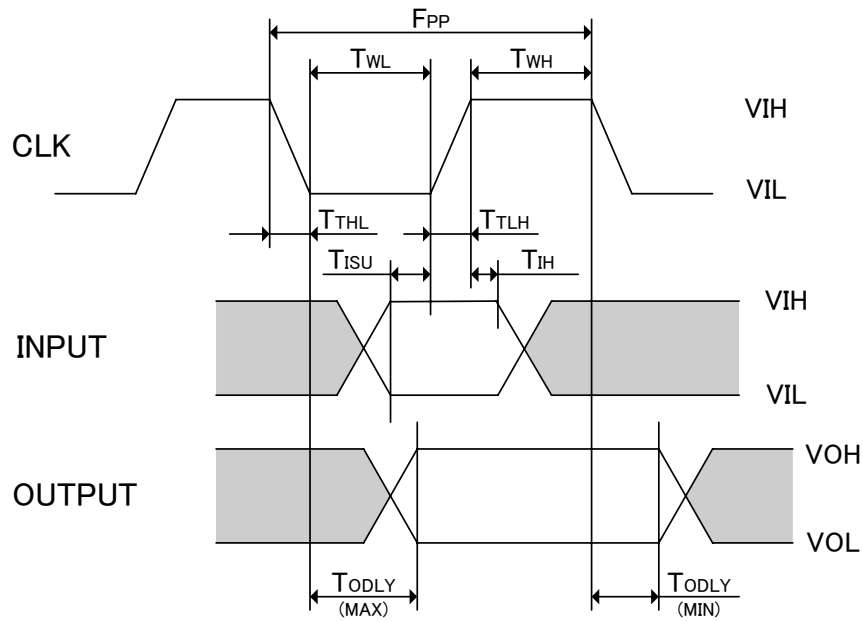 FPP
TWL TWH
CLK
VIH
VIL
TTHL TTLH
TISU TIH
INPUT
VIH
VIL
OUTPUT
VOH
VOL
TODLY
(MAX)
TODLY
(MIN)